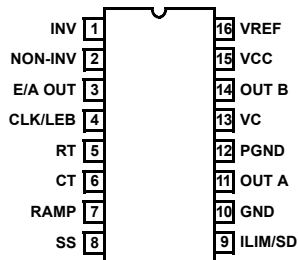 INV 1 16 VREF
NON-INV 2 15 VCC
E/A OUT 3 14 OUT B
CLK/LEB 4 13 VC
RT 5 12 PGND
CT 6 11 OUT A
RAMP 7 10 GND
SS 8 9 ILIM/SD